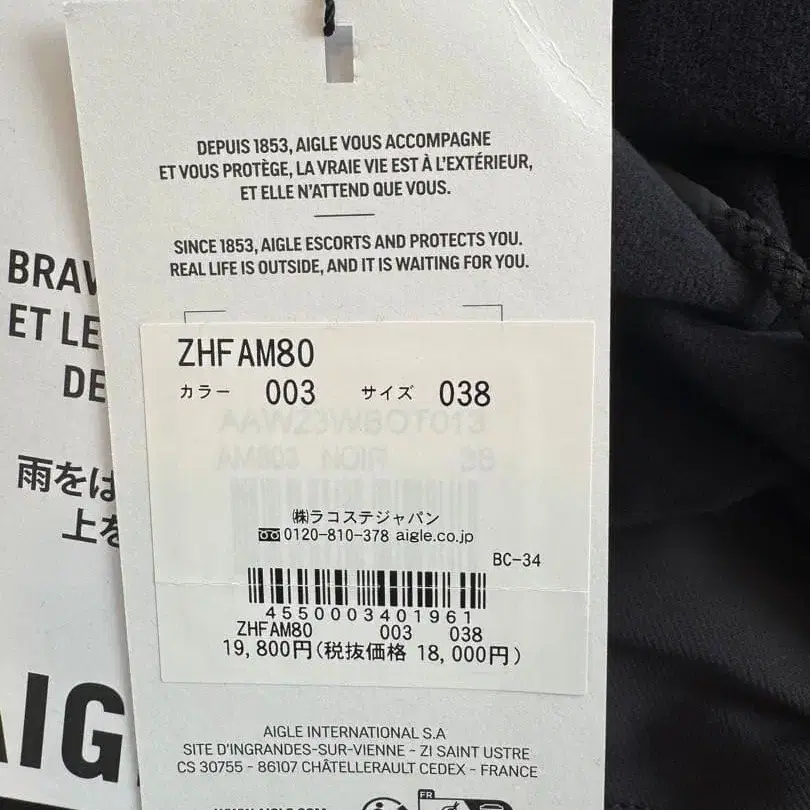 DEPUIS 1853, AIGLE VOUS ACCOMPAGNE
ET VOUS PROTÈGE, LA VRAIE VIE EST À L'EXTÉRIEUR,
ET ELLE N'ATTEND QUE VOUS.
SINCE 1853, AIGLE ESCORTS AND PROTECTS YOU.
REAL LIFE IS OUTSIDE, AND IT IS WAITING FOR YOU.
ET LE
DE
雨をは
上を
ZHFAM80
カラー 003 サイズ 038
AAWZ3WBOT013
AM803 NOIR 38
㈱ラコステジャパン
0120-810-378 aigle.co.jp
BC-34
4550003401961
ZHFAM80 003 038
19,800円(税抜価格 18,000円)
AIGLE INTERNATIONAL S.A
SITE D'INGRANDES-SUR-VIENNE - ZI SAINT USTRE
CS 30755 - 86107 CHÂTELLERAULT CEDEX - FRANCE
FR